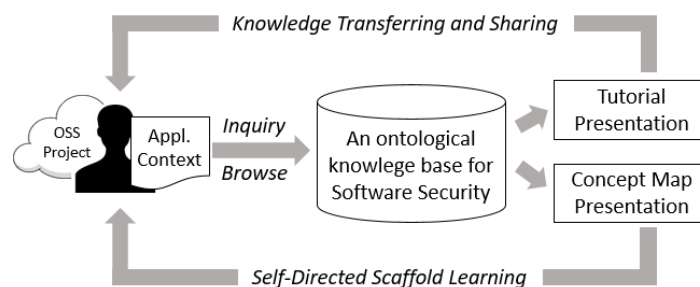 Knowledge Transferring and Sharing
OSS
Project
Appl.
Context
Inquiry
Browse
An ontological
knowlege base for
Software Security
Tutorial
Presentation
Concept Map
Presentation
Self-Directed Scaffold Learning